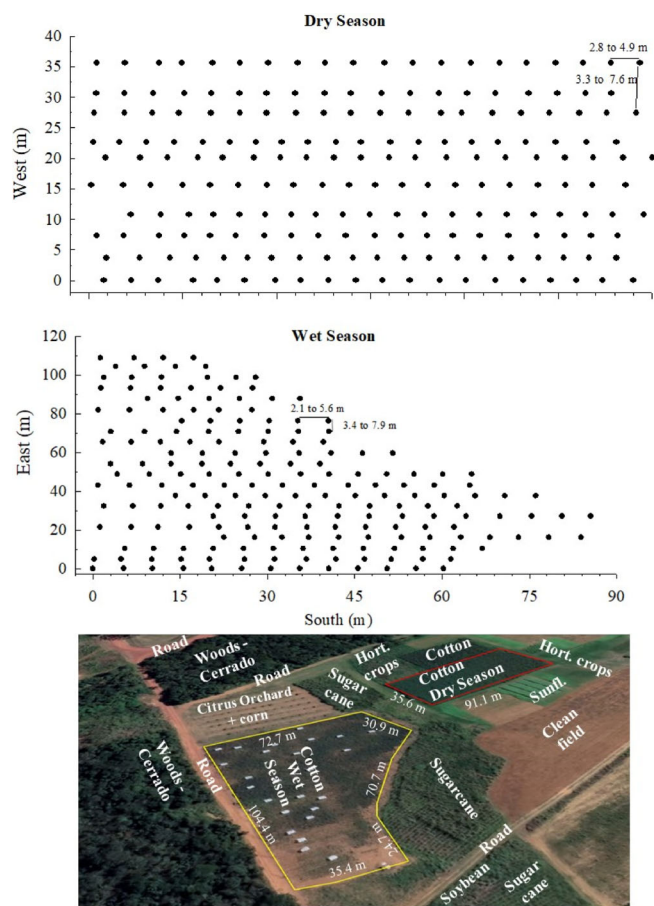 Dry Season
40
35
30
25
20
15
10
5
0
West (m)
2.8 to 4.9 m
3.3 to 7.6 m
Wet Season
120
100
80
60
40
20
0
East (m)
2.1 to 5.6 m
3.4 to 7.9 m
0 15 30 45 60 75 90
South (m)
Road
Woods -
Cerrado
Road
Hort.
crops
Cotton
Hort. crops
Cotton
Dry Season
Sunfl.
35.6 m
91.1 m
Sugar
cane
Citrus Orchard
+ corn
Clean
field
72.7 m
30.9 m
Woods -
Cerrado
Road
Cotton
Wet
Season
70.7 m
Sugarcane
104.4 m
24.7 m
35.4 m
Road
Soybean
Sugar
cane